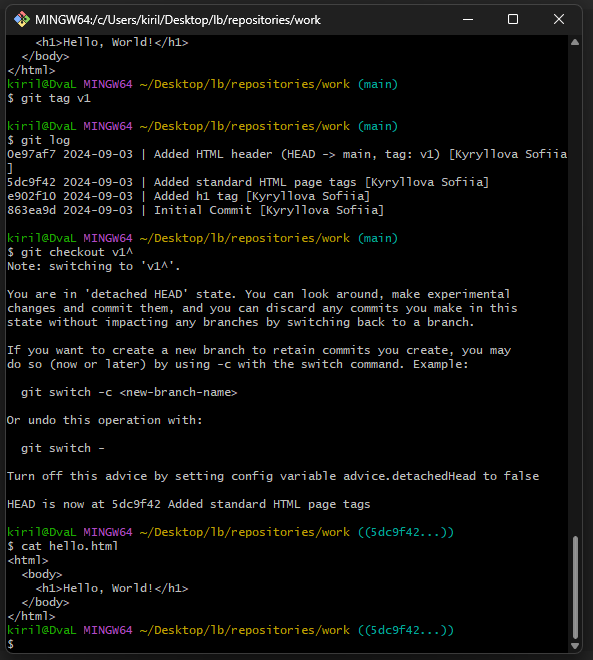 MINGW64:/c/Users/kiril/Desktop/lb/repositories/work
    <h1>Hello, World!</h1>
  </body>
</html>
kiril@DvaL MINGW64 ~/Desktop/lb/repositories/work (main)
$ git tag v1
kiril@DvaL MINGW64 ~/Desktop/lb/repositories/work (main)
$ git log
0e97af7 2024-09-03 | Added HTML header (HEAD -> main, tag: v1) [Kyryllova Sofiia
]
5dc9f42 2024-09-03 | Added standard HTML page tags [Kyryllova Sofiia]
e902f10 2024-09-03 | Added h1 tag [Kyryllova Sofiia]
863ea9d 2024-09-03 | Initial Commit [Kyryllova Sofiia]
kiril@DvaL MINGW64 ~/Desktop/lb/repositories/work (main)
$ git checkout v1^
Note: switching to 'v1^'.
You are in 'detached HEAD' state. You can look around, make experimental
changes and commit them, and you can discard any commits you make in this
state without impacting any branches by switching back to a branch.
If you want to create a new branch to retain commits you create, you may
do so (now or later) by using -c with the switch command. Example:
  git switch -c <new-branch-name>
Or undo this operation with:
  git switch -
Turn off this advice by setting config variable advice.detachedHead to false
HEAD is now at 5dc9f42 Added standard HTML page tags
kiril@DvaL MINGW64 ~/Desktop/lb/repositories/work ((5dc9f42...))
$ cat hello.html
<html>
  <body>
    <h1>Hello, World!</h1>
  </body>
</html>
kiril@DvaL MINGW64 ~/Desktop/lb/repositories/work ((5dc9f42...))
$